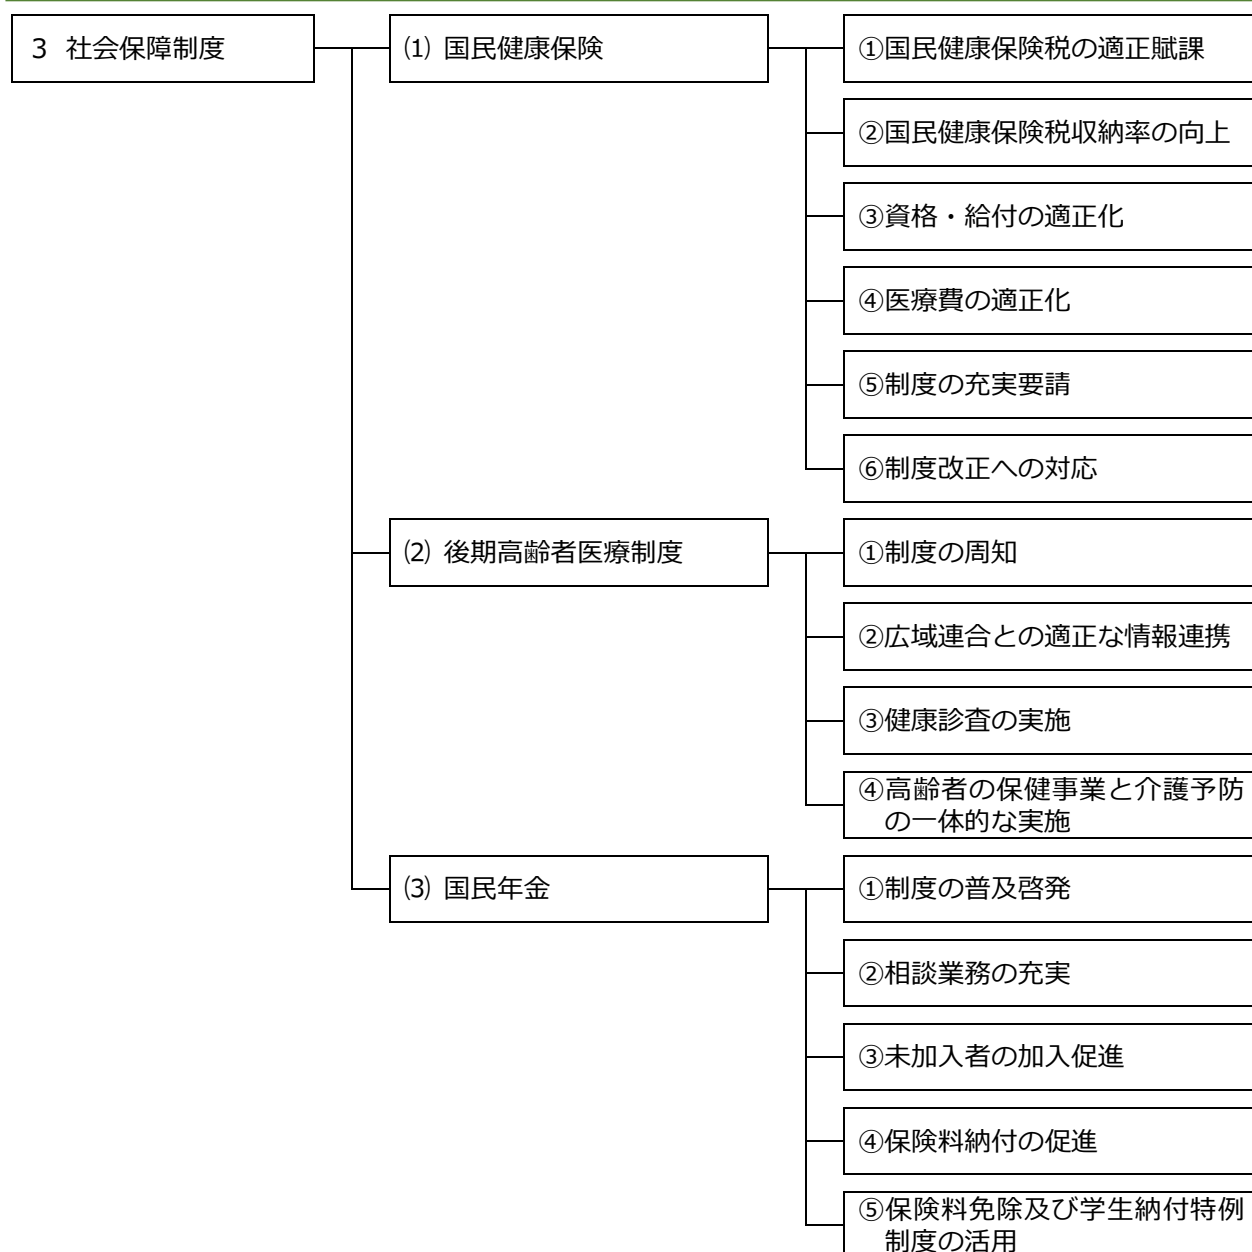 3 社会保障制度
⑴ 国民健康保険
①国民健康保険税の適正賦課
②国民健康保険税収納率の向上
③資格・給付の適正化
④医療費の適正化
⑤制度の充実要請
⑥制度改正への対応
⑵ 後期高齢者医療制度
①制度の周知
②広域連合との適正な情報連携
③健康診査の実施
④高齢者の保健事業と介護予防
の一体的な実施
⑶ 国民年金
①制度の普及啓発
②相談業務の充実
③未加入者の加入促進
④保険料納付の促進
⑤保険料免除及び学生納付特例
制度の活用